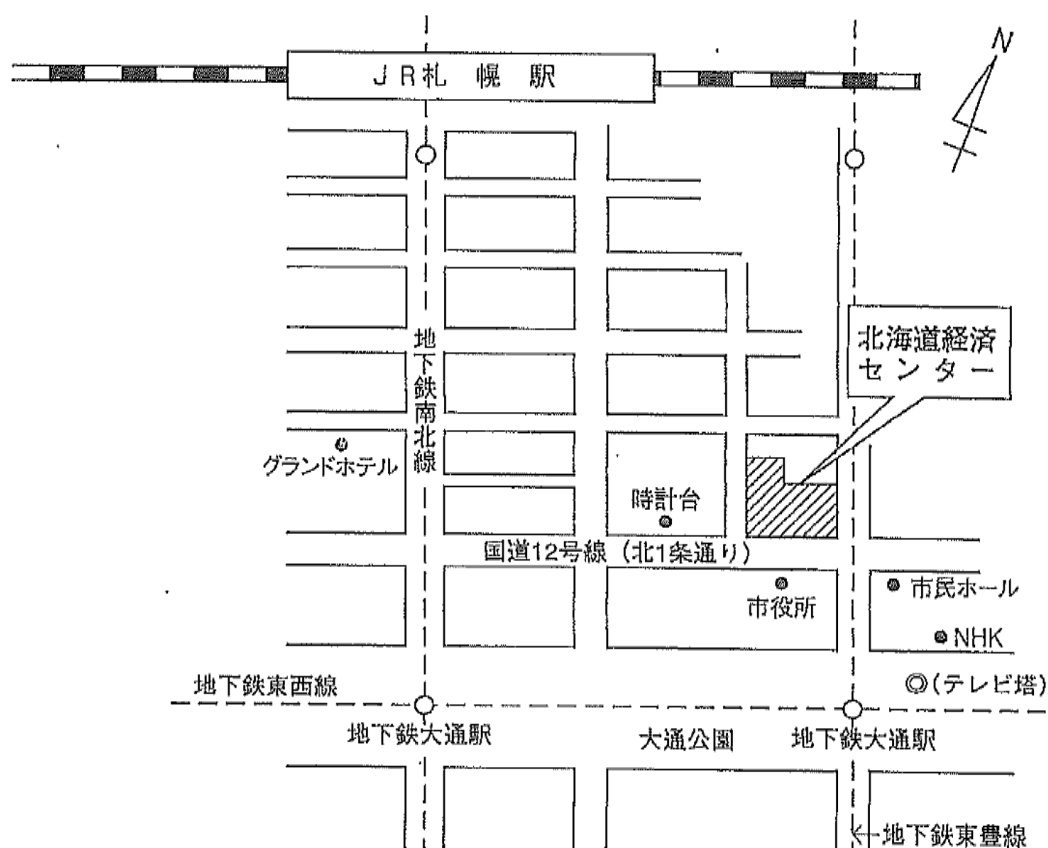 JR札幌駅
N
北海道経済
センター
地下鉄南北線
グランドホテル
時計台
国道12号線（北1条通り）
市役所
市民ホール
NHK
地下鉄東西線
(テレビ塔)
地下鉄大通駅
大通公園
地下鉄大通駅
地下鉄東豊線